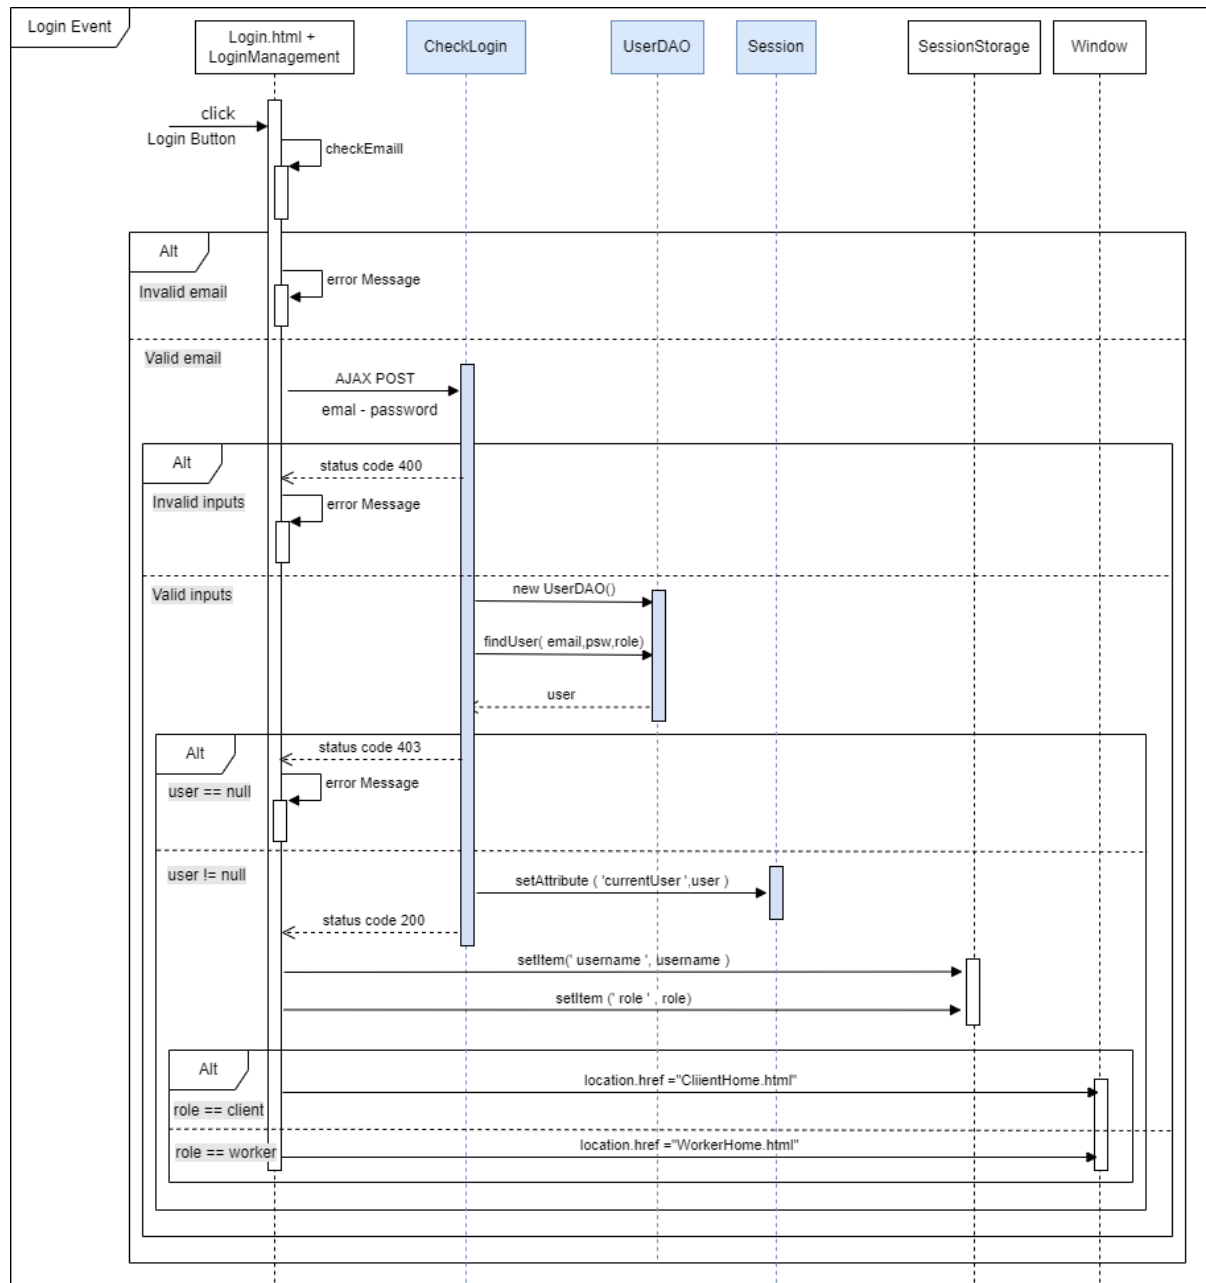 Login Event
Login.html +
LoginManagement
CheckLogin
UserDAO
Session
SessionStorage
Window
click
Login Button
checkEmaill
Alt
error Message
Invalid email
Valid email
AJAX POST
emal - password
Alt
status code 400
Invalid inputs
error Message
Valid inputs
new UserDAO()
findUser( email,psw,role)
user
Alt
status code 403
error Message
user == null
user != null
setAttribute ( 'currentUser ',user )
status code 200
setItem(' username ', username )
setItem (' role ' , role)
Alt
location.href ="CliientHome.html"
role == client
role == worker
location.href ="WorkerHome.html"